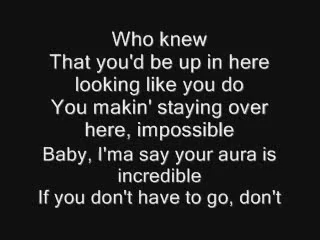 Who knew
That you'd be up in here
looking like you do
You makin' staying over
here, impossible
Baby, I'ma say your aura is
incredible
If you don't have to go, don't